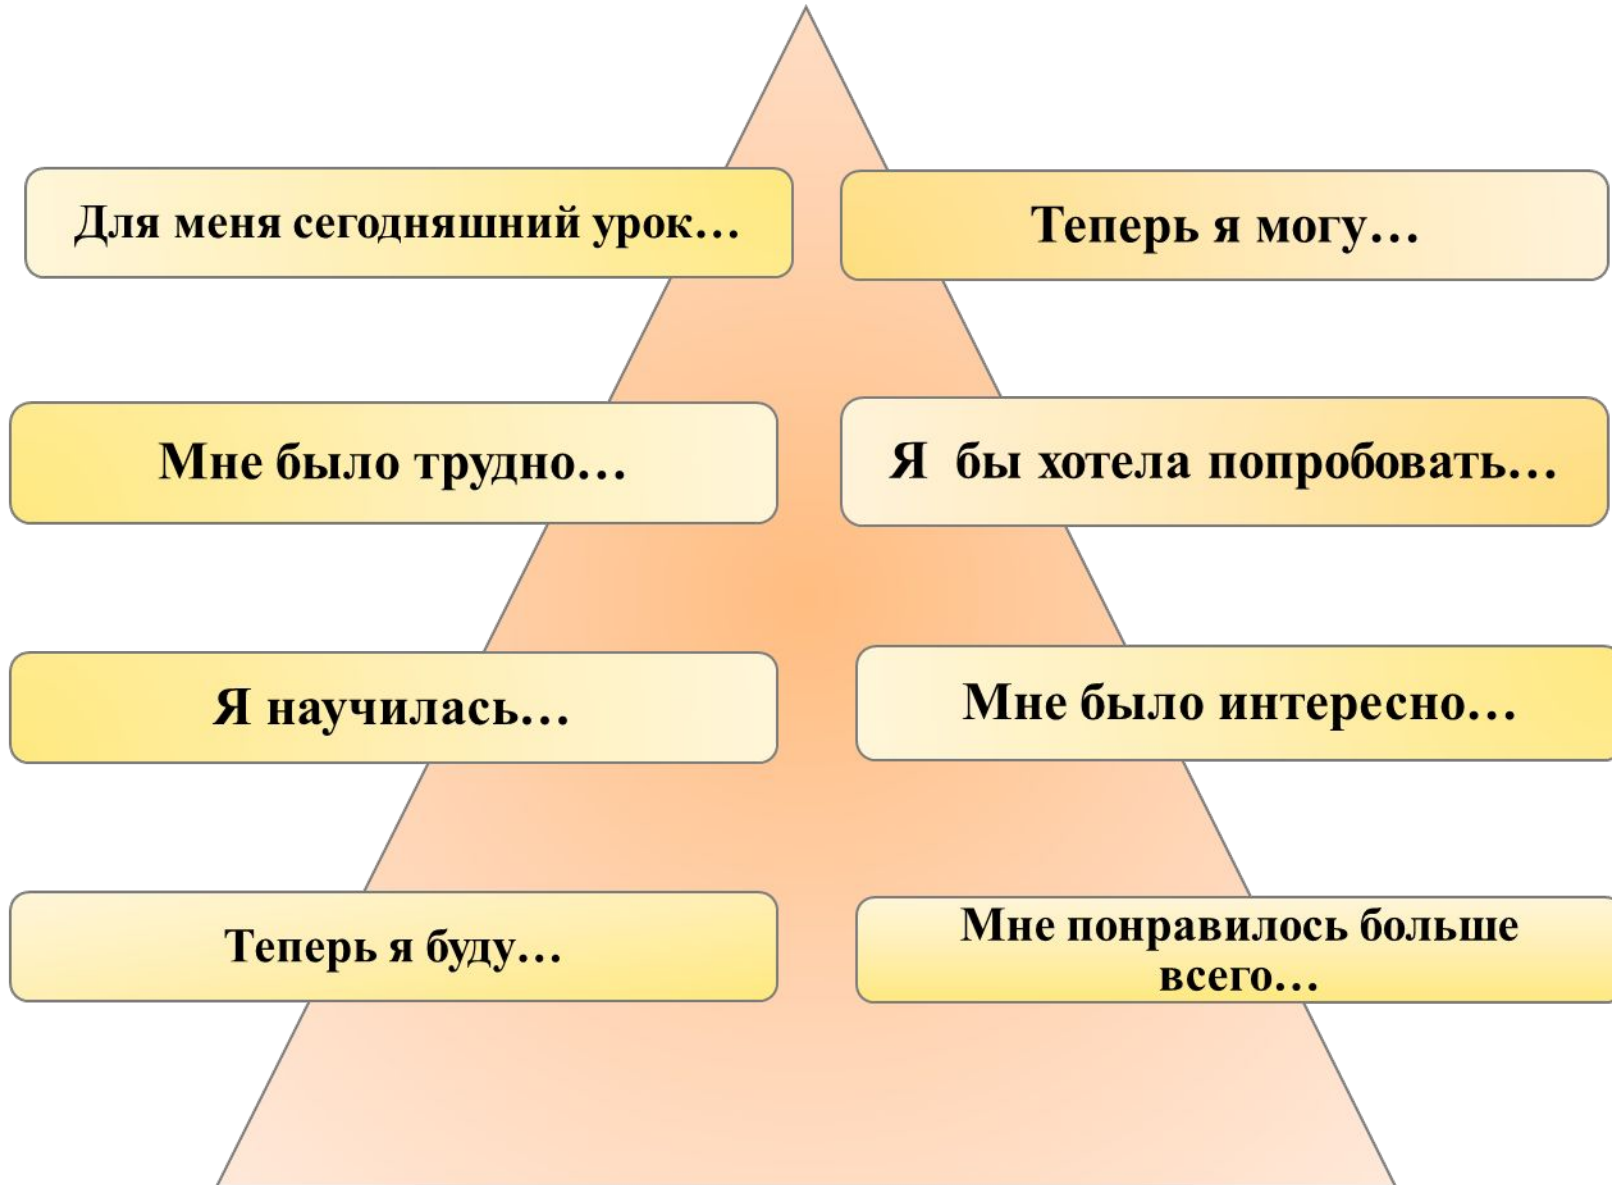 Для меня сегодняшний урок…
Теперь я могу…
Мне было трудно…
Я  бы хотела попробовать…
Я научилась…
Мне было интересно…
Теперь я буду…
Мне понравилось больше
всего…